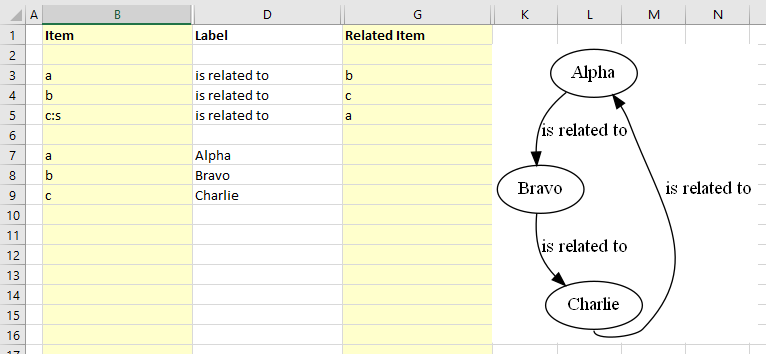 A B D G K L M N
1 Item Label Related Item
2
3 a is related to b
4 b is related to c
5 c:s is related to a
6
7 a Alpha
8 b Bravo
9 c Charlie
10
11
12
13
14
15
16
17
Alpha
is related to
Bravo
is related to
is related to
Charlie